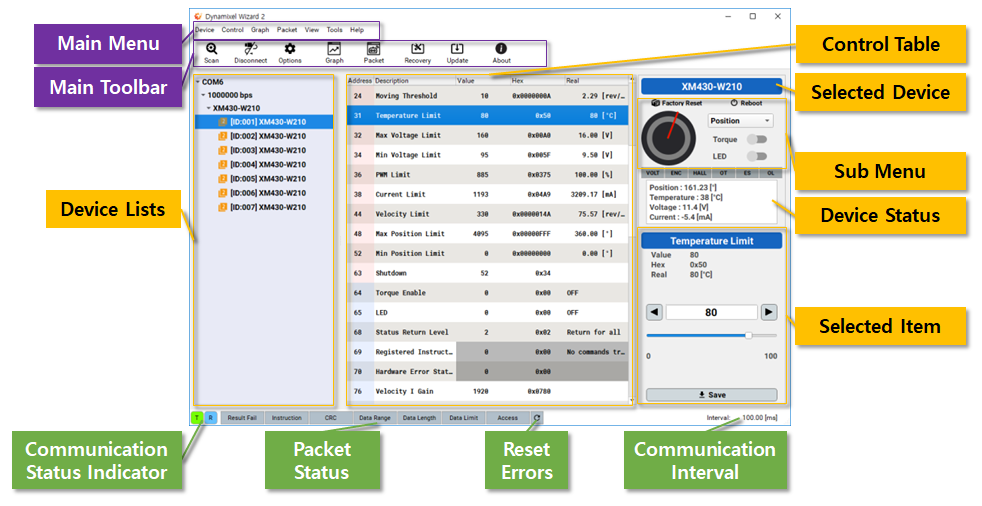 Dynamixel Wizard 2
Device Control Graph Packet View Tools Help
Main Menu
Main Toolbar
Scan Disconnect Options Graph Packet Recovery Update About
Control Table
Selected Device
Sub Menu
Device Status
Selected Item
Device Lists
COM6
1000000 bps
XM430-W210
[ID:001] XM430-W210
[ID:002] XM430-W210
[ID:003] XM430-W210
[ID:004] XM430-W210
[ID:005] XM430-W210
[ID:006] XM430-W210
[ID:007] XM430-W210
Address Description Value Hex Real
24 Moving Threshold 10 0x0000000A 2.29 [rev/…
31 Temperature Limit 80 0x50 80 [°C]
32 Max Voltage Limit 160 0x00A0 16.00 [V]
34 Min Voltage Limit 95 0x005F 9.50 [V]
36 PWM Limit 885 0x0375 100.00 [%]
38 Current Limit 1193 0x04A9 3209.17 [mA]
44 Velocity Limit 330 0x0000014A 75.57 [rev/…
48 Max Position Limit 4095 0x00000FFF 360.00 [°]
52 Min Position Limit 0 0x00000000 0.00 [°]
63 Shutdown 52 0x34
64 Torque Enable 0 0x00 OFF
65 LED 0 0x00 OFF
68 Status Return Level 2 0x02 Return for all
69 Registered Instruct… 0 0x00 No commands tr…
70 Hardware Error Stat… 0 0x00
76 Velocity I Gain 1920 0x0780
XM430-W210
Factory Reset Reboot
Position
Torque
LED
VOLT ENC HALL OT ES OL
Position : 161.23 [°]
Temperature : 38 [°C]
Voltage : 11.4 [V]
Current : -5.4 [mA]
Temperature Limit
Value 80
Hex 0x50
Real 80 [°C]
80
0 100
Save
T R Result Fail Instruction CRC Data Range Data Length Data Limit Access Interval: 100.00 [ms]
Communication
Status Indicator
Packet
Status
Reset
Errors
Communication
Interval